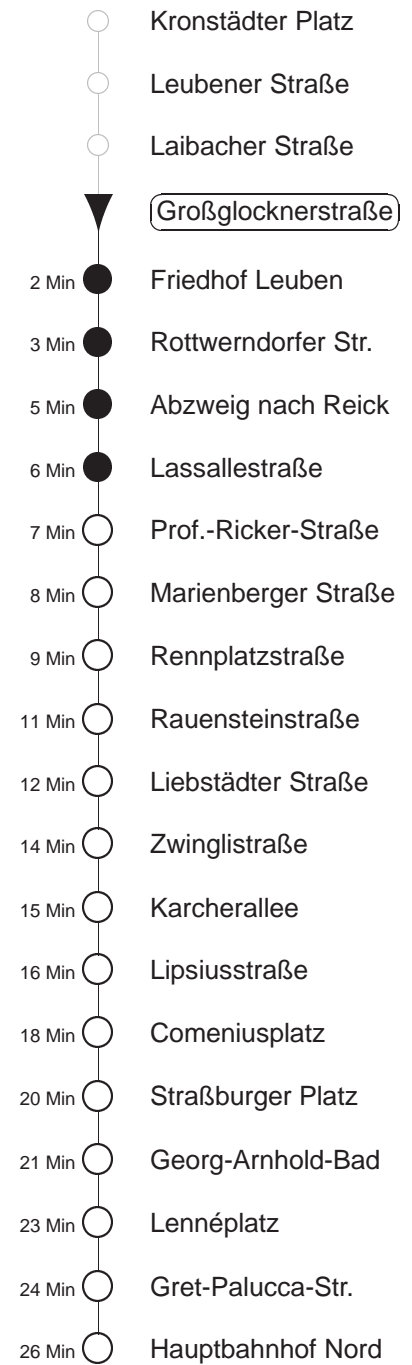 Kronstädter Platz
Leubener Straße
Laibacher Straße
Großglocknerstraße
2 Min Friedhof Leuben
3 Min Rottwerndorfer Str.
5 Min Abzweig nach Reick
6 Min Lassallestraße
7 Min Prof.-Ricker-Straße
8 Min Marienberger Straße
9 Min Rennplatzstraße
11 Min Rauensteinstraße
12 Min Liebstädter Straße
14 Min Zwinglistraße
15 Min Karcherallee
16 Min Lipsiusstraße
18 Min Comeniusplatz
20 Min Straßburger Platz
21 Min Georg-Arnhold-Bad
23 Min Lennéplatz
24 Min Gret-Palucca-Str.
26 Min Hauptbahnhof Nord